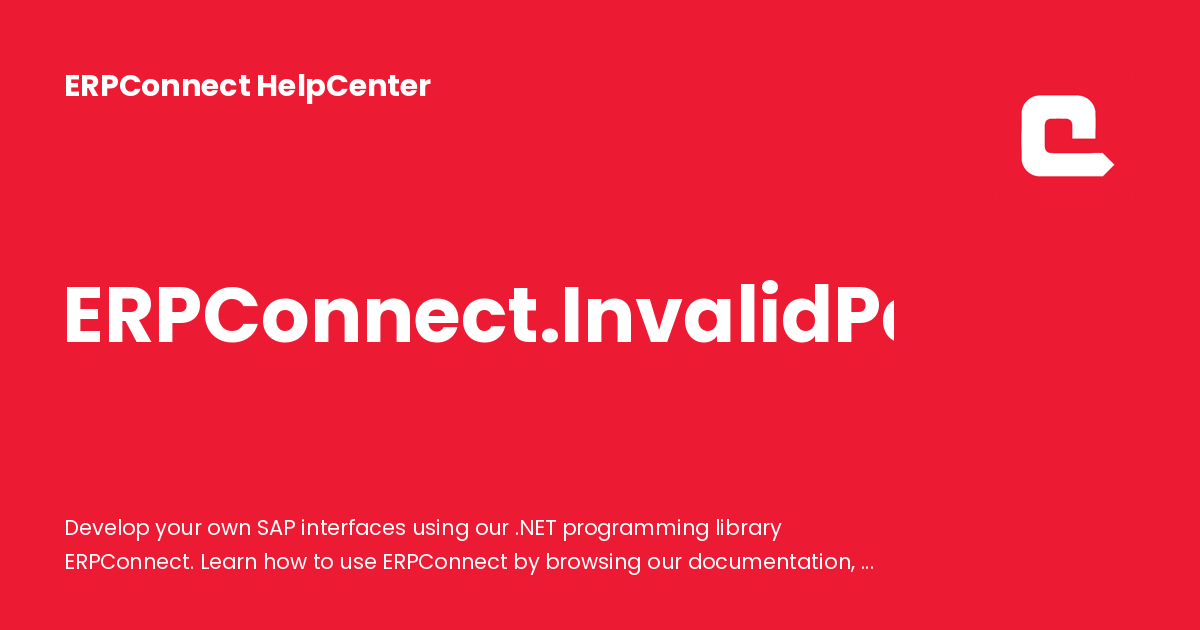 ERPConnect HelpCenter
ERPConnect.InvalidP
Develop your own SAP interfaces using our .NET programming library
ERPConnect. Learn how to use ERPConnect by browsing our documentation, ...